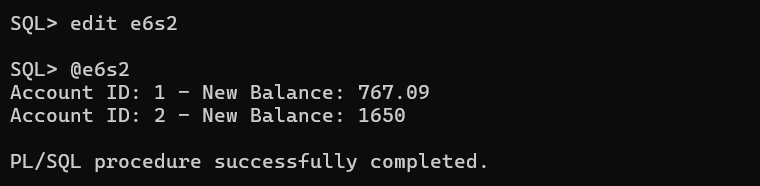 SQL> edit e6s2
SQL> @e6s2
Account ID: 1 - New Balance: 767.09
Account ID: 2 - New Balance: 1650
PL/SQL procedure successfully completed.